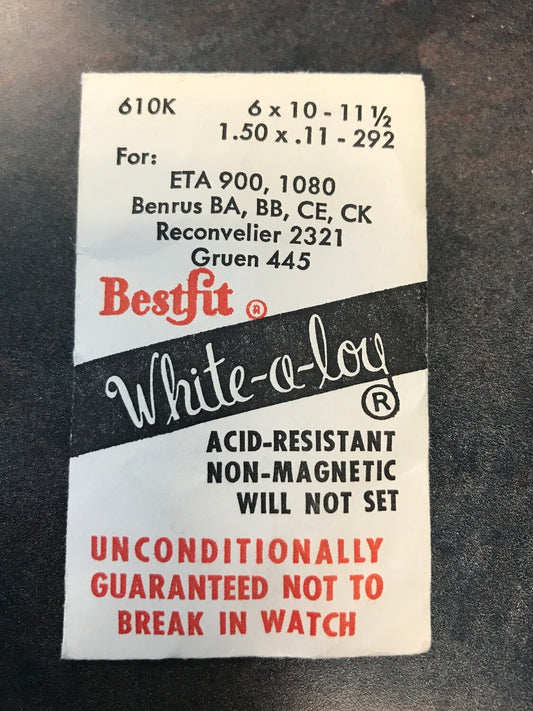 610K 6 x 10 - 11 ½
1.50 x .11 - 292
For:
ETA 900, 1080
Benrus BA, BB, CE, CK
Reconvelier 2321
Gruen 445
Bestfit ®
White-a-loy
®
ACID-RESISTANT
NON-MAGNETIC
WILL NOT SET
UNCONDITIONALLY
GUARANTEED NOT TO
BREAK IN WATCH